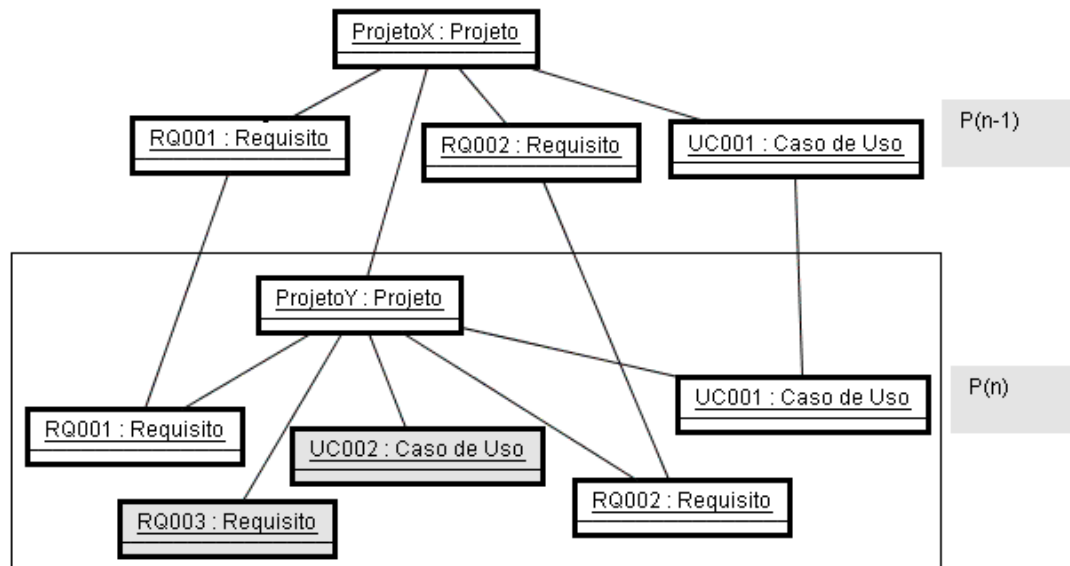 ProjetoX : Projeto
P(n-1)
RQ001 : Requisito
RQ002 : Requisito
UC001 : Caso de Uso
ProjetoY : Projeto
P(n)
UC001 : Caso de Uso
RQ001 : Requisito
UC002 : Caso de Uso
RQ002 : Requisito
RQ003 : Requisito